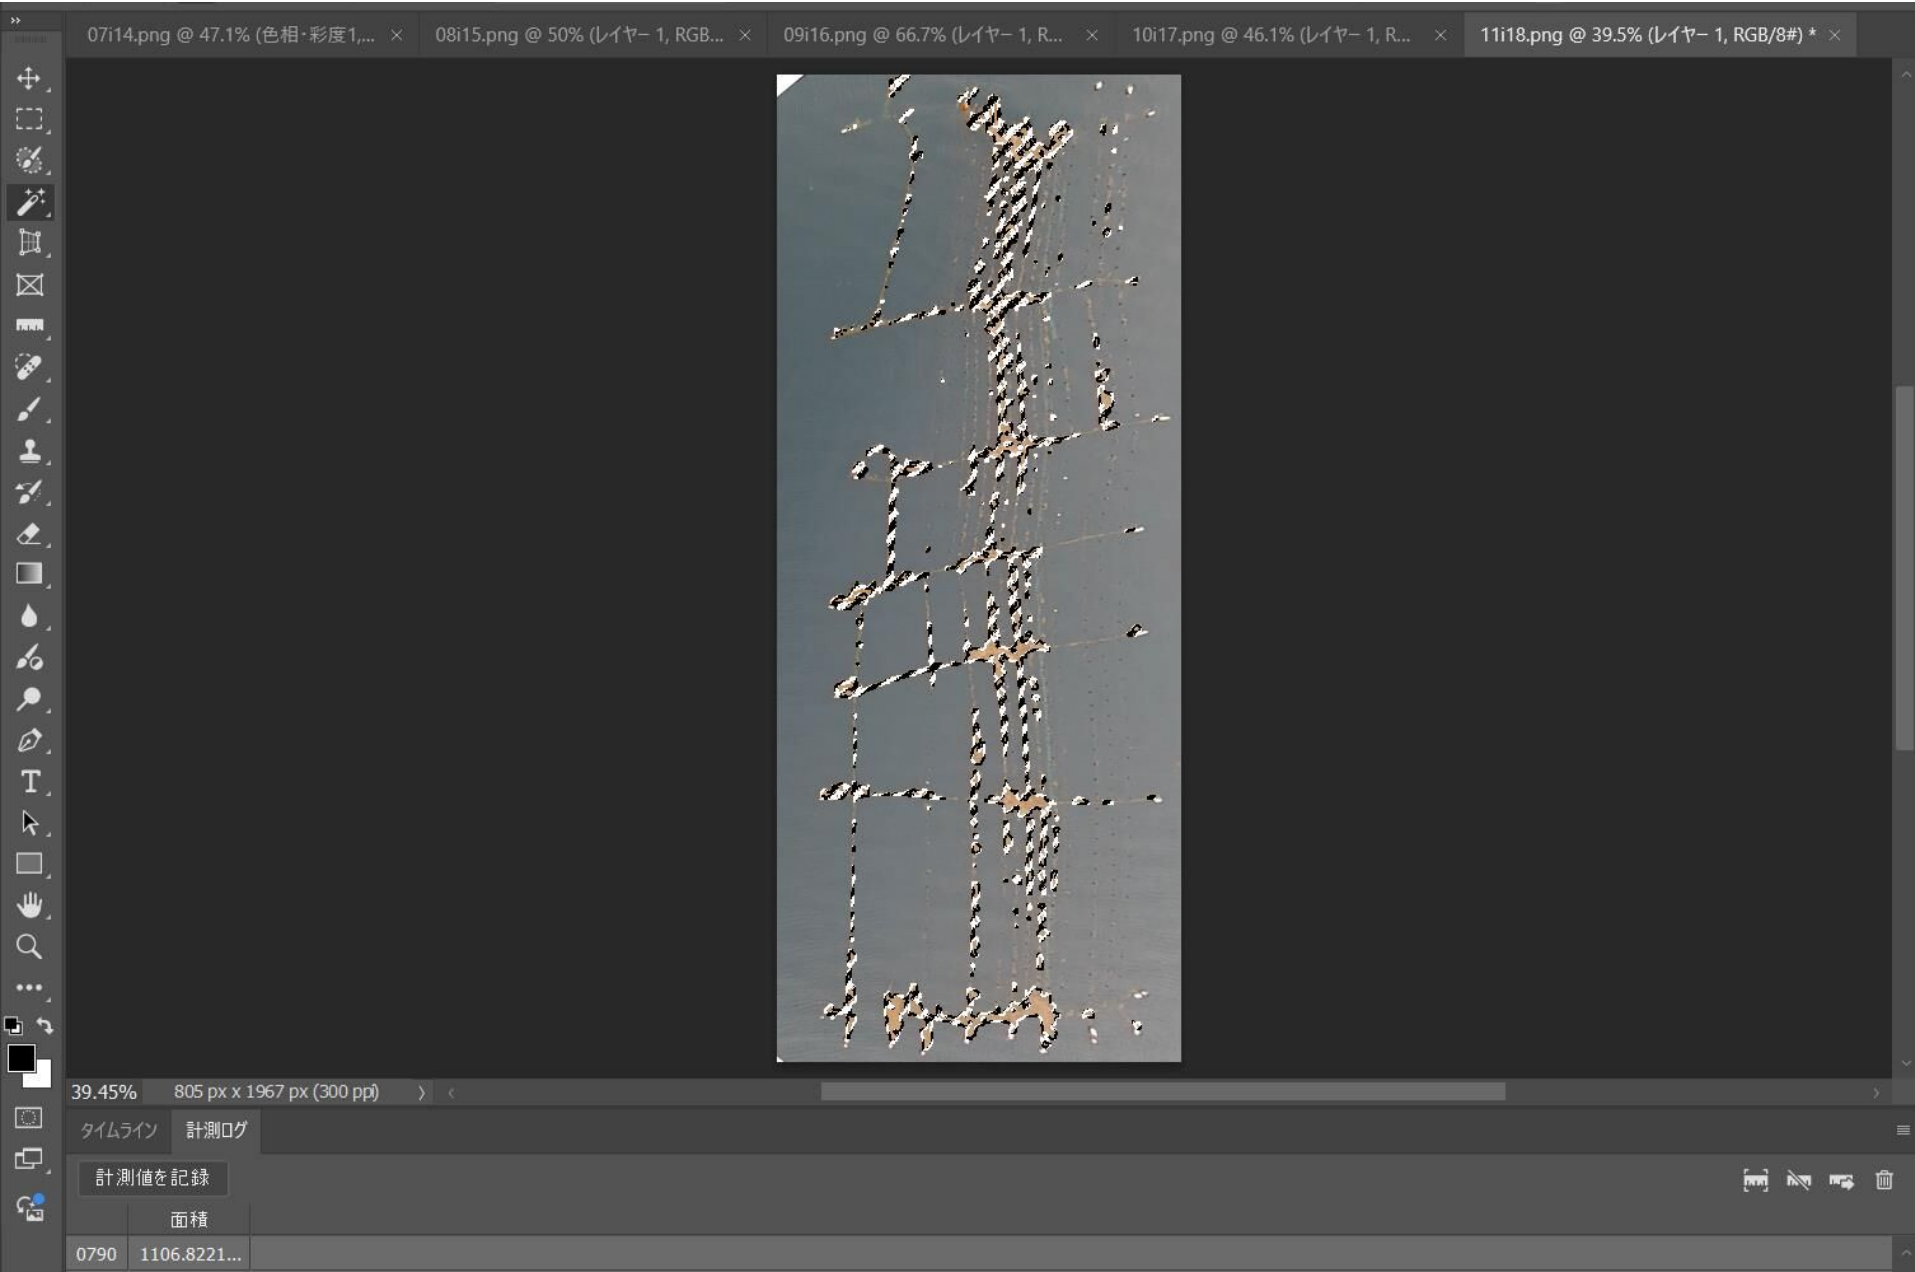 07i14.png @ 47.1% (色相・彩度1,... ×
08i15.png @ 50% (レイヤー 1, RGB... ×
09i16.png @ 66.7% (レイヤー 1, R... ×
10i17.png @ 46.1% (レイヤー 1, R... ×
11i18.png @ 39.5% (レイヤー 1, RGB/8#) * ×
39.45% 805 px x 1967 px (300 ppi)
タイムライン 計測ログ
計測値を記録
面積
0790 1106.8221...